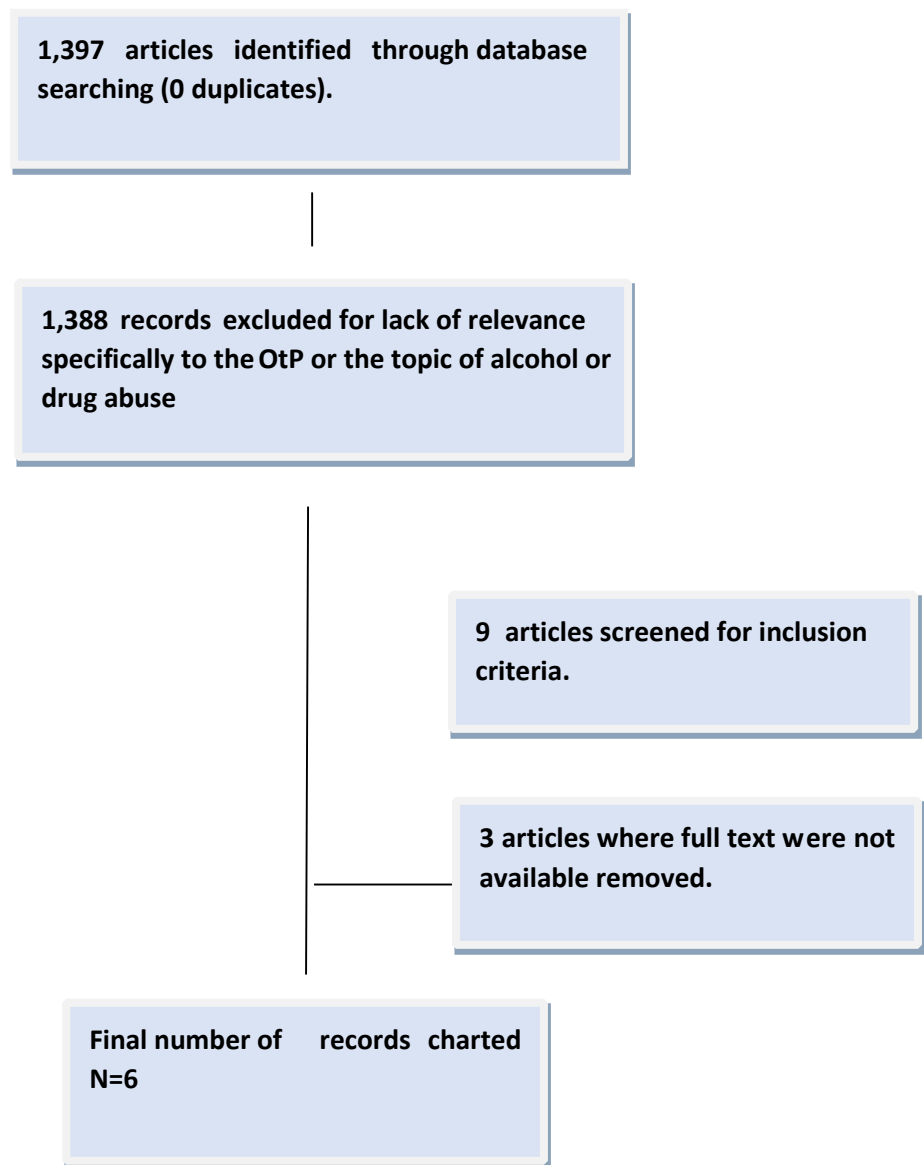 1,397 articles identified through database
searching (0 duplicates).
1,388 records excluded for lack of relevance
specifically to the OtP or the topic of alcohol or
drug abuse
9 articles screened for inclusion
criteria.
3 articles where full text were not
available removed.
Final number of records charted
N=6